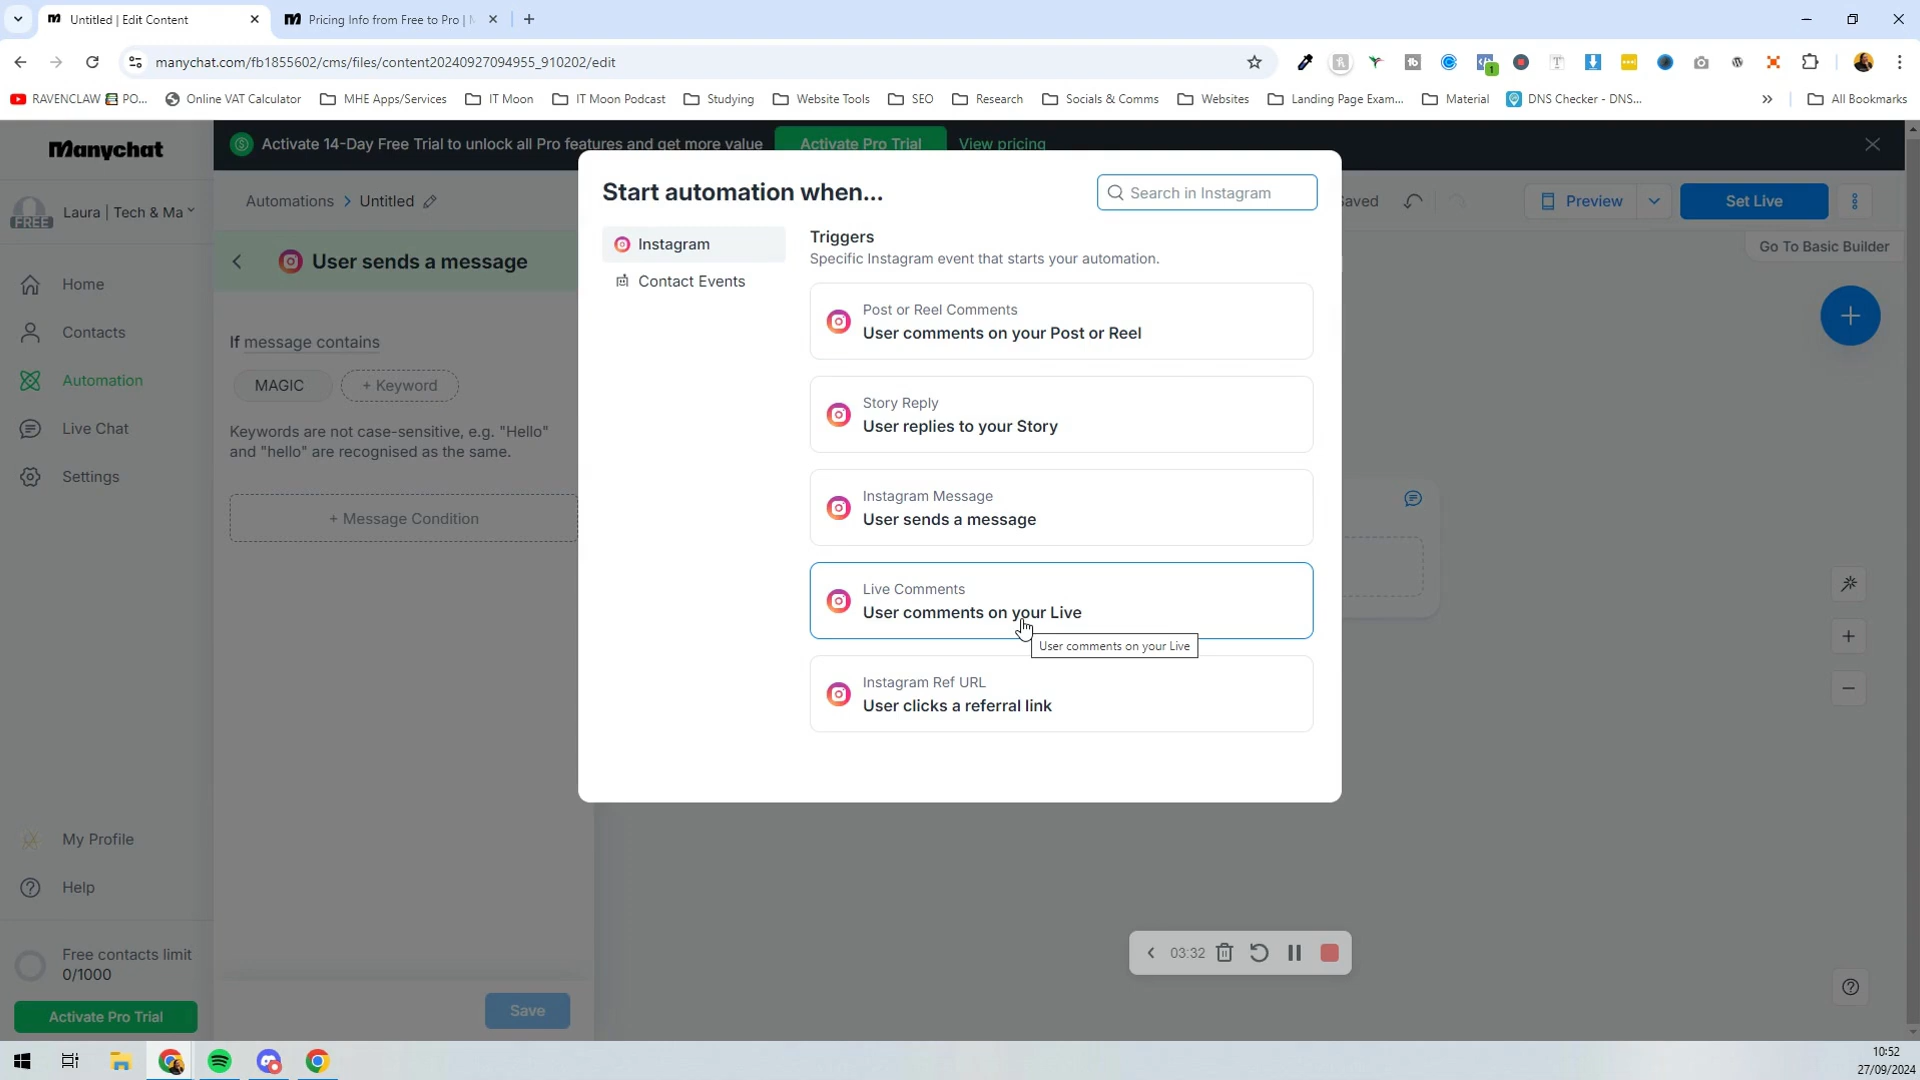 Untitled | Edit Content
Pricing Info from Free to Pro |
manychat.com/fb1855602/cms/files/content20240927094955_910202/edit
1
RAVENCLAW
PO...
Online VAT Calculator
MHE Apps/Services
IT Moon
IT Moon Podcast
Studying
Website Tools
SEO
Research
Socials & Comms
Websites
Landing Page Exam...
Material
DNS Checker - DNS...
»
All Bookmarks
Manychat
Activate 14-Day Free Trial to unlock all Pro features and get more value
Activate Pro Trial
View pricing
FREE
Laura | Tech & Ma
Automations > Untitled
Saved
Preview
Set Live
Go To Basic Builder
Home
Contacts
Automation
Live Chat
Settings
My Profile
Help
Free contacts limit
0/1000
Activate Pro Trial
User sends a message
If message contains
MAGIC
+ Keyword
Keywords are not case-sensitive, e.g. "Hello"
and "hello" are recognised as the same.
+ Message Condition
Save
Start automation when...
Search in Instagram
Instagram
Contact Events
Triggers
Specific Instagram event that starts your automation.
Post or Reel Comments
User comments on your Post or Reel
Story Reply
User replies to your Story
Instagram Message
User sends a message
Live Comments
User comments on your Live
User comments on your Live
Instagram Ref URL
User clicks a referral link
03:32
10:52
27/09/2024